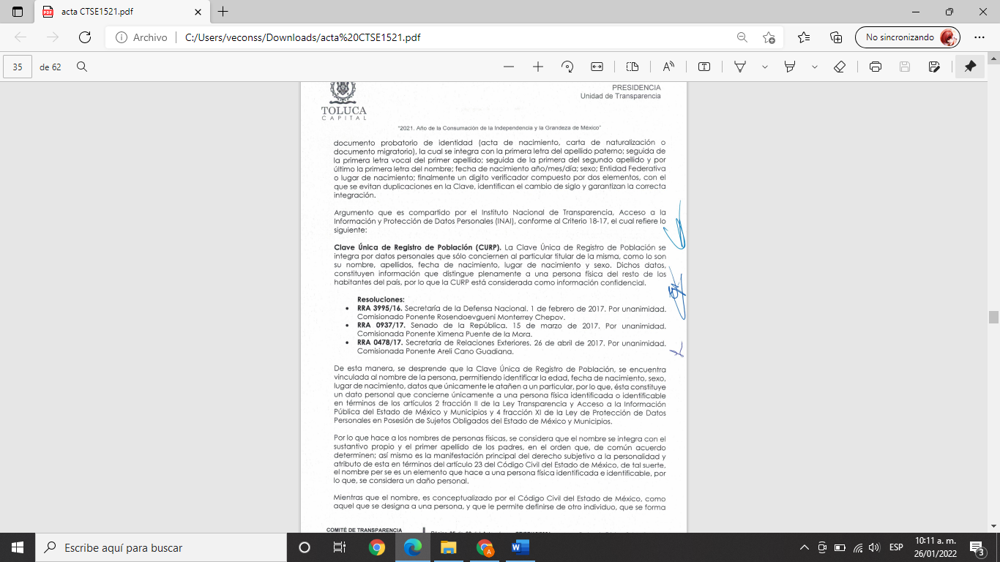 acta CTSE1521.pdf
Archivo
C:/Users/veconss/Downloads/acta%20CTSE1521.pdf
No sincronizando
35
de 62
TOLUCA
CAPITAL
PRESIDENCIA
Unidad de Transparencia
"2021. Año de la Consumación de la Independencia y la Grandeza de México"
documento probatorio de identidad (acta de nacimiento, carta de naturalización o
documento migratorio), la cual se integra con la primera letra del apellido paterno; seguida de
la primera letra vocal del primer apellido; seguida de la primera del segundo apellido y por
último la primera letra del nombre; fecha de nacimiento año/mes/día; sexo; Entidad Federativa
o lugar de nacimiento; finalmente un digito verificador compuesto por dos elementos, con el
que se evitan duplicaciones en la Clave, identifican el cambio de siglo y garantizan la correcta
integración.
Argumento que es compartido por el Instituto Nacional de Transparencia, Acceso a la
Información y Protección de Datos Personales (INAI), conforme al Criterio 18-17, el cual refiere lo
siguiente:
Clave Única de Registro de Población (CURP). La Clave Única de Registro de Población se
integra por datos personales que sólo conciernen al particular titular de la misma, como lo son
su nombre, apellidos, fecha de nacimiento, lugar de nacimiento y sexo. Dichos datos,
constituyen información que distingue plenamente a una persona física del resto de los
habitantes del país, por lo que la CURP está considerada como información confidencial.
Resoluciones:
• RRA 3995/16. Secretaría de la Defensa Nacional. 1 de febrero de 2017. Por unanimidad.
Comisionado Ponente Rosendoevgueni Monterrey Chepov.
• RRA 0937/17. Senado de la República. 15 de marzo de 2017. Por unanimidad.
Comisionada Ponente Ximena Puente de la Mora.
• RRA 0478/17. Secretaría de Relaciones Exteriores. 26 de abril de 2017. Por unanimidad.
Comisionada Ponente Areli Cano Guadiana.
De esta manera, se desprende que la Clave Única de Registro de Población, se encuentra
vinculada al nombre de la persona, permitiendo identificar la edad, fecha de nacimiento, sexo,
lugar de nacimiento, datos que únicamente le atañen a un particular, por lo que, ésta constituye
un dato personal que concierne únicamente a una persona física identificada o identificable
en términos de los artículos 2 fracción II de la Ley Transparencia y Acceso a la Información
Pública del Estado de México y Municipios y 4 fracción XI de la Ley de Protección de Datos
Personales en Posesión de Sujetos Obligados del Estado de México y Municipios.
Por lo que hace a los nombres de personas físicas, se considera que el nombre se integra con el
sustantivo propio y el primer apellido de los padres, en el orden que, de común acuerdo
determinen; así mismo es la manifestación principal del derecho subjetivo a la personalidad y
atributo de esta en términos del artículo 23 del Código Civil del Estado de México, de tal suerte,
el nombre per se es un elemento que hace a una persona física identificada e identificable, por
lo que, se considera un daño personal.
Mientras que el nombre, es conceptualizado por el Código Civil del Estado de México, como
aquel que se designa a una persona, y que le permite definirse de otro individuo, que se forma
COMITÉ DE TRANSPARENCIA
Escribe aquí para buscar
ESP
10:11 a. m.
26/01/2022
3